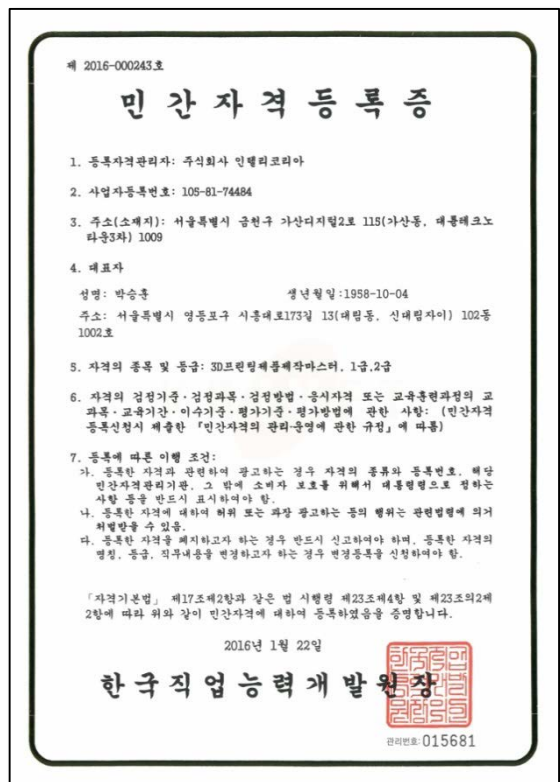 제 2016-000243호
민간자격등록증
1. 등록자격관리자: 주식회사 인텔리코리아
2. 사업자등록번호: 105-81-74484
3. 주소(소재지): 서울특별시 금천구 가산디지털2로 115(가산동, 대륭테크노
타운3차) 1009
4. 대표자
성명: 박승훈 생년월일:1958-10-04
주소: 서울특별시 영등포구 시흥대로173길 13(대림동, 신대림자이) 102동
1002호
5. 자격의 종목 및 등급: 3D프린팅제품제작마스터, 1급,2급
6. 자격의 검정기준·검정과목·검정방법·응시자격 또는 교육훈련과정의 교
과목·교육기간·이수기준·평가기준·평가방법에 관한 사항: (민간자격
등록신청시 제출한 『민간자격의 관리·운영에 관한 규정』에 따름)
7. 등록에 따른 이행 조건:
가. 등록한 자격과 관련하여 광고하는 경우 자격의 종류와 등록번호, 해당
민간자격관리기관, 그 밖에 소비자 보호를 위해서 대통령령으로 정하는
사항 등을 반드시 표시하여야 함.
나. 등록한 자격에 대하여 허위 또는 과장 광고하는 등의 행위는 관련법령에 의거
처벌받을 수 있음.
다. 등록한 자격을 폐지하고자 하는 경우 반드시 신고하여야 하며, 등록한 자격의
명칭, 등급, 직무내용을 변경하고자 하는 경우 변경등록을 신청하여야 함.
「자격기본법」 제17조제2항과 같은 법 시행령 제23조제4항 및 제23조의2제
2항에 따라 위와 같이 민간자격에 대하여 등록하였음을 증명합니다.
2016년 1월 22일
한국직업능력개발원장
관리번호:015681